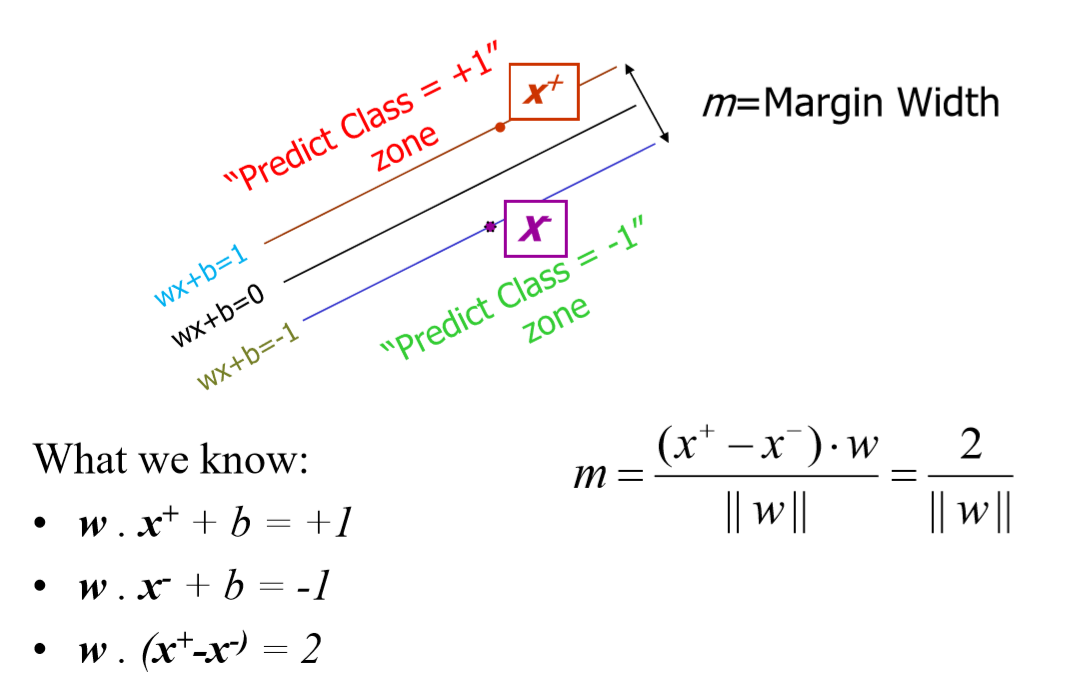 “Predict Class = +1”
zone
x⁺
m=Margin Width
x⁻
wx+b=1
wx+b=0
wx+b=-1
“Predict Class = -1”
zone
What we know:
• w . x⁺ + b = +1
• w . x⁻ + b = -1
• w . (x⁺-x⁻) = 2
m = (x⁺ − x⁻) · w / || w || = 2 / || w ||